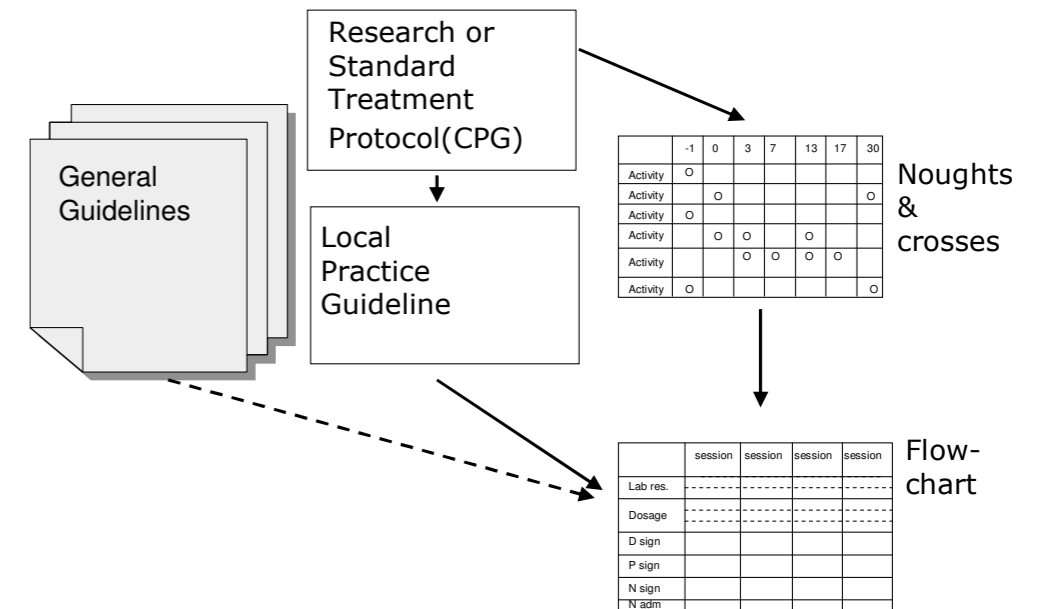 Research or
Standard
Treatment
Protocol(CPG)
General
Guidelines
Local
Practice
Guideline
-1 0 3 7 13 17 30
Activity O
Activity O O
Activity O
Activity O O O
Activity O O O O
Activity O O
Noughts
&
crosses
session session session session
Lab res.
Dosage
D sign
P sign
N sign
N adm
Flow-
chart